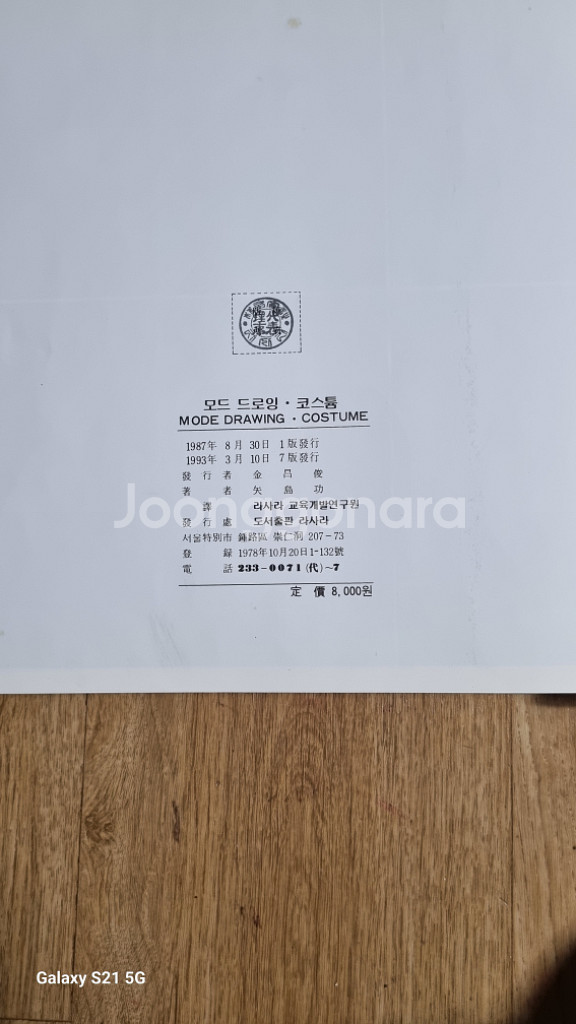 모드 드로잉 · 코스튬
MODE DRAWING · COSTUME
1987年 8月 30日 1版發行
1993年 3月 10日 7版發行
發行者 金昌俊
著者 矢島功
譯 라사라 교육개발연구원
發行處 도서출판 라사라
서울特別市 鍾路區 崇仁洞 207-73
登錄 1978年10月20日1-132號
電話 233-0071(代)~7
定價 8,000원
Joonggonara
Galaxy S21 5G